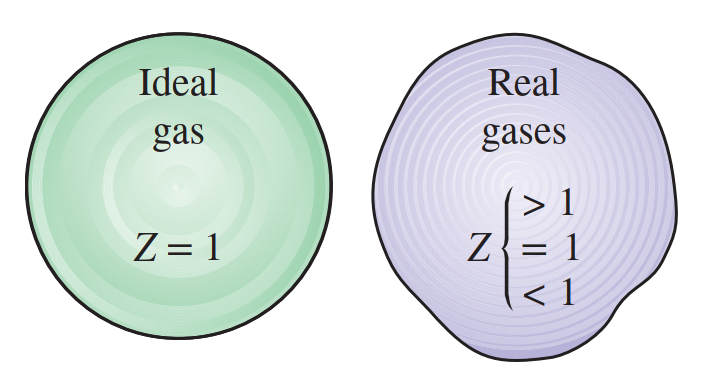 Ideal
gas
Z = 1
Real
gases
Z { > 1
= 1
< 1